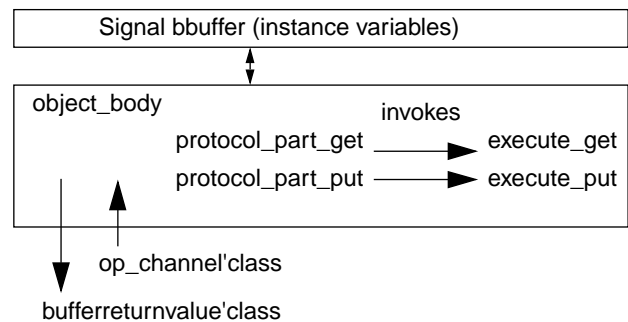 Signal bbuffer (instance variables)
object_body
invokes
protocol_part_get execute_get
protocol_part_put execute_put
op_channel'class
bufferreturnvalue'class